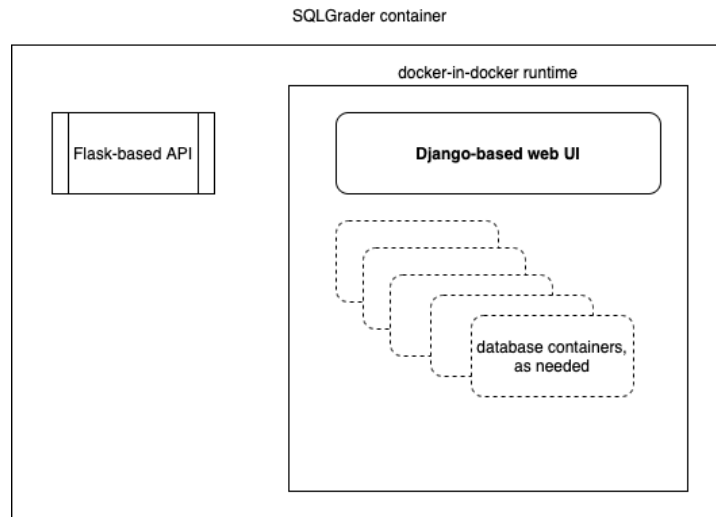 SQLGrader container
docker-in-docker runtime
Flask-based API
Django-based web UI
database containers,
as needed